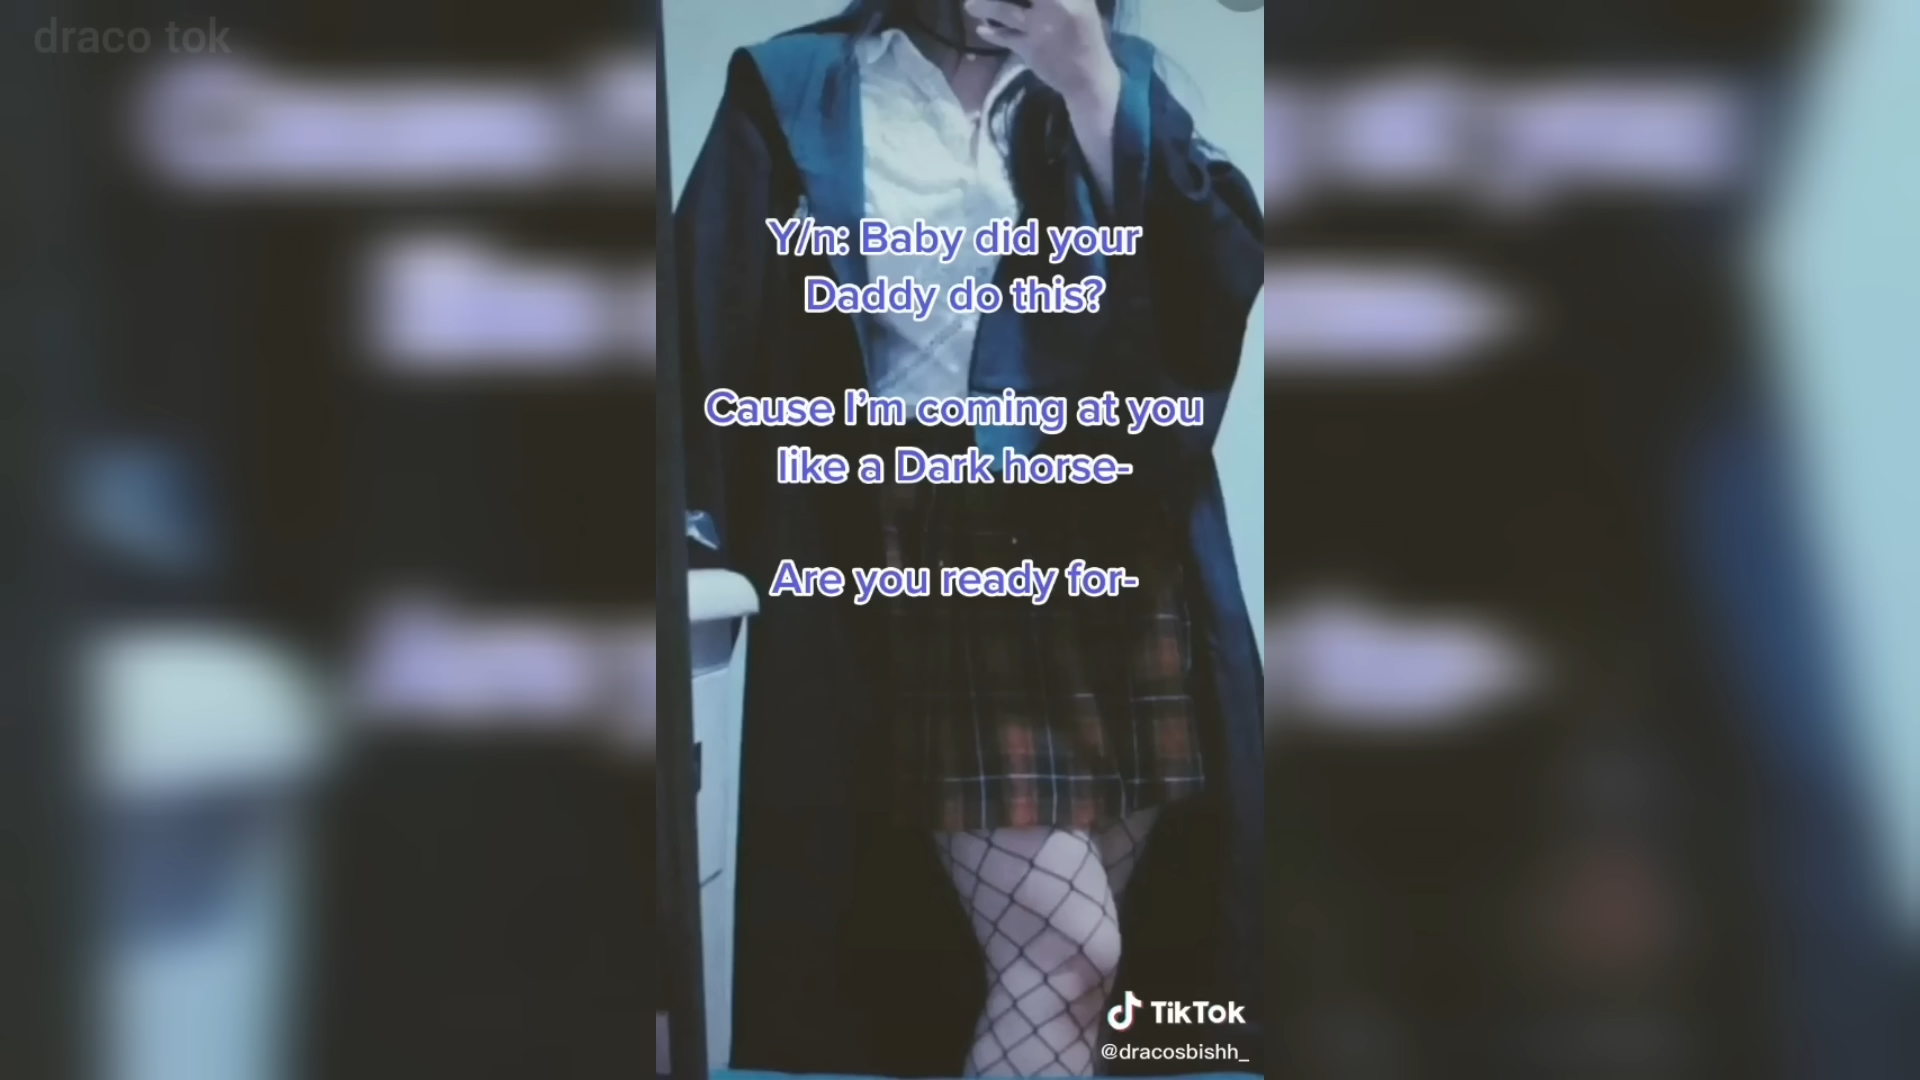 draco tok
Y/n: Baby did your
Daddy do this?
Cause I'm coming at you
like a Dark horse-
Are you ready for-
TikTok
@dracosbishh_